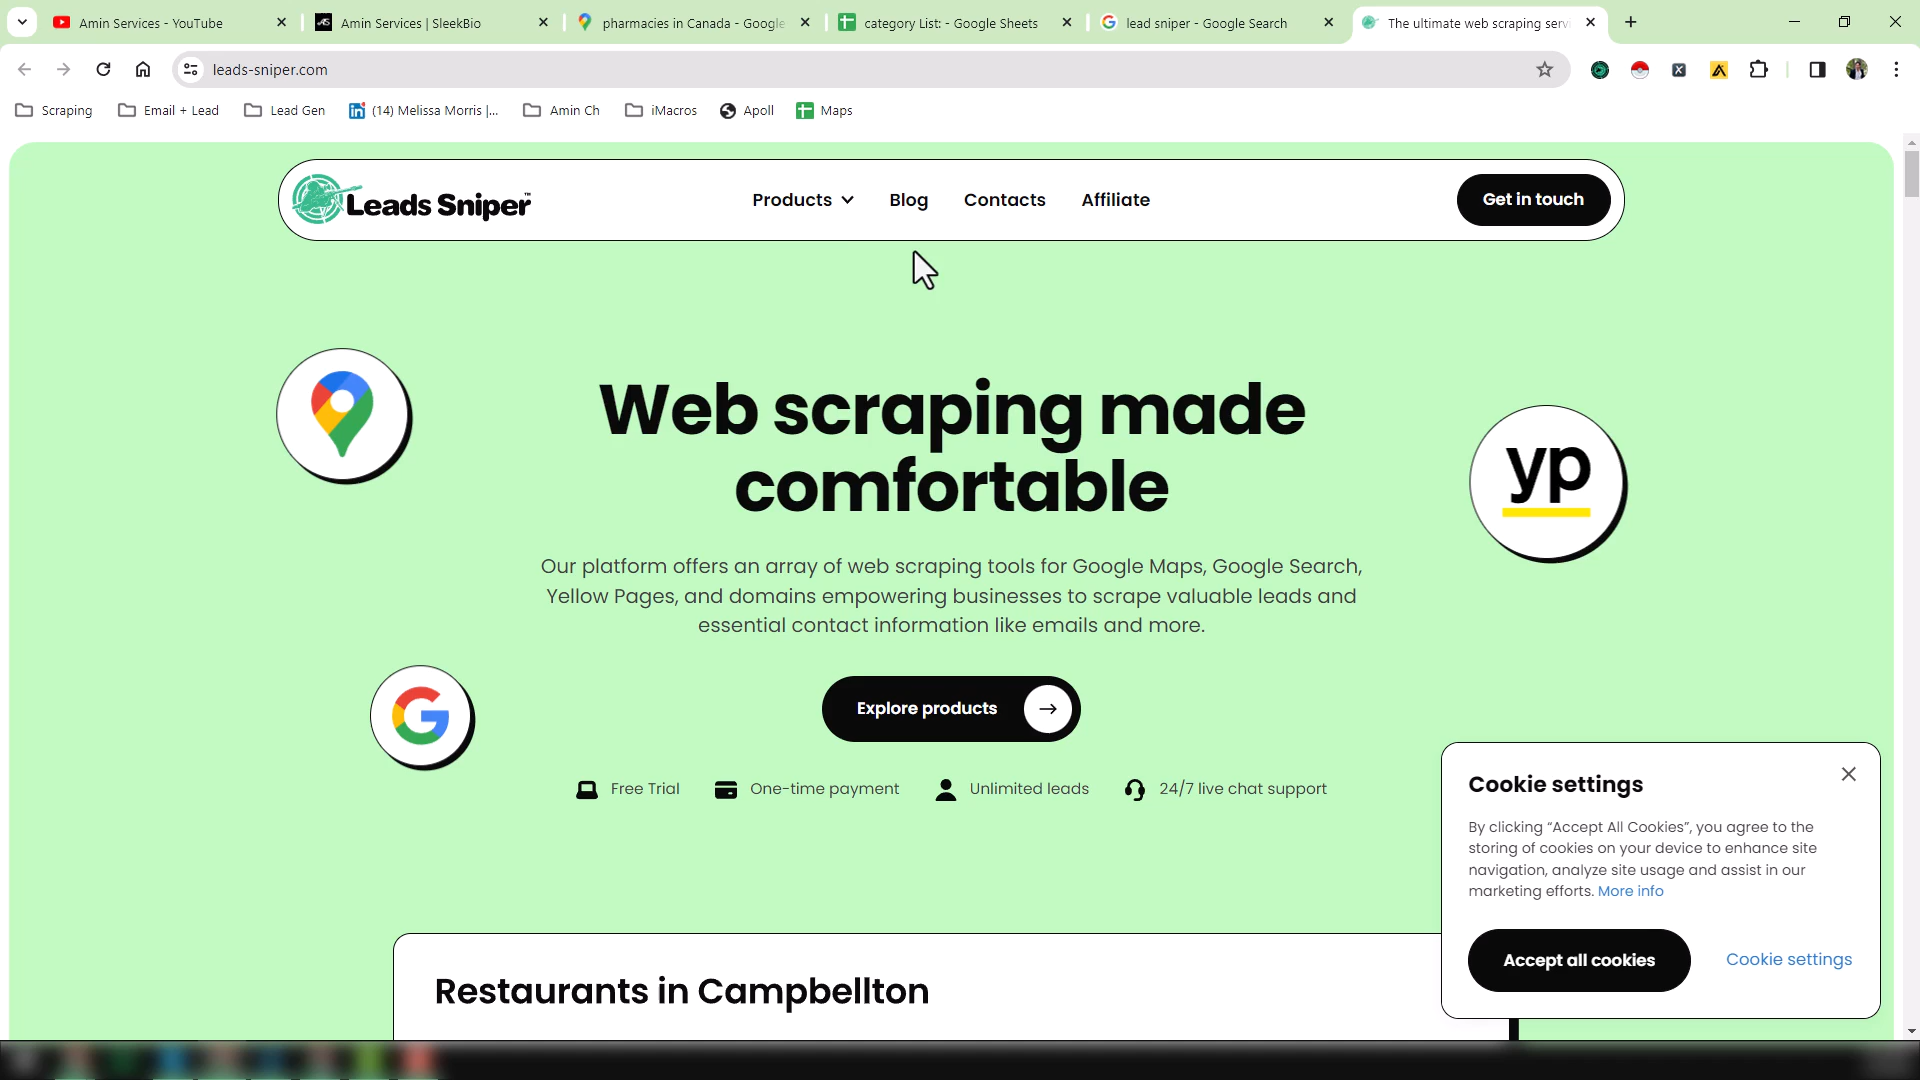 Amin Services - YouTube
Amin Services | SleekBio
pharmacies in Canada - Google
category List: - Google Sheets
lead sniper - Google Search
The ultimate web scraping servi
leads-sniper.com
Scraping
Email + Lead
Lead Gen
(14) Melissa Morris |...
Amin Ch
iMacros
Apoll
Maps
Leads Sniper™
Products
Blog
Contacts
Affiliate
Get in touch
Web scraping made
comfortable
yp
Our platform offers an array of web scraping tools for Google Maps, Google Search,
Yellow Pages, and domains empowering businesses to scrape valuable leads and
essential contact information like emails and more.
Explore products
Free Trial
One-time payment
Unlimited leads
24/7 live chat support
Cookie settings
By clicking “Accept All Cookies”, you agree to the
storing of cookies on your device to enhance site
navigation, analyze site usage and assist in our
marketing efforts. More info
Accept all cookies
Cookie settings
Restaurants in Campbellton